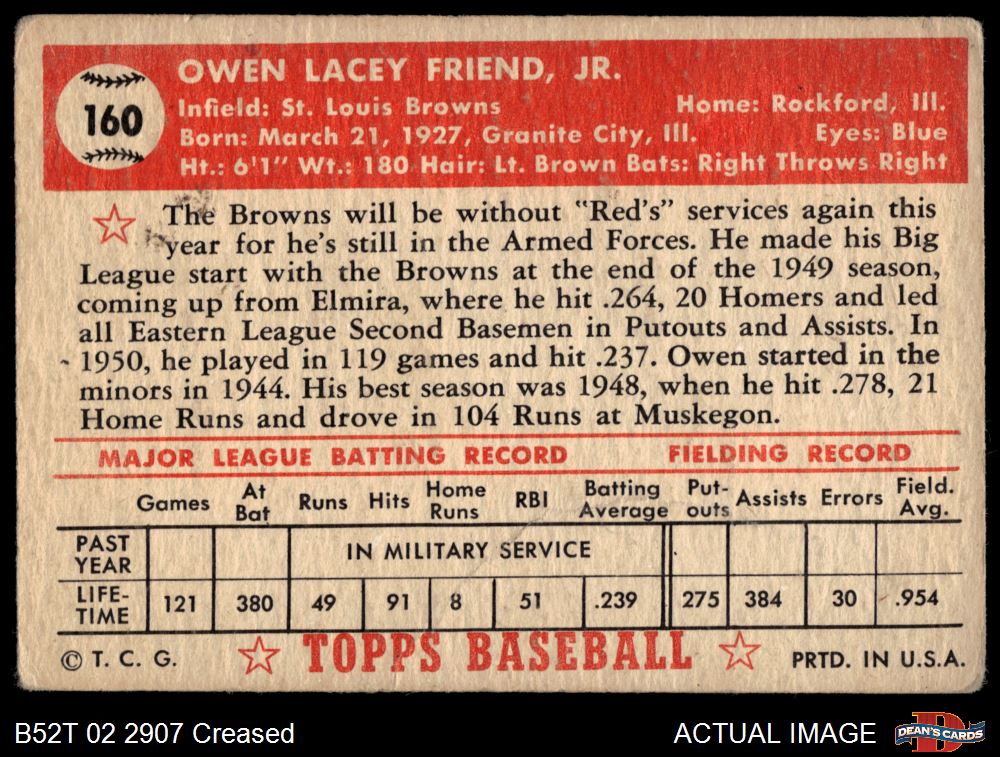 160
OWEN LACEY FRIEND, JR.
Infield: St. Louis Browns Home: Rockford, Ill.
Born: March 21, 1927, Granite City, Ill. Eyes: Blue
Ht.: 6'1" Wt.: 180 Hair: Lt. Brown Bats: Right Throws Right
The Browns will be without "Red's" services again this
year for he's still in the Armed Forces. He made his Big
League start with the Browns at the end of the 1949 season,
coming up from Elmira, where he hit .264, 20 Homers and led
all Eastern League Second Basemen in Putouts and Assists. In
1950, he played in 119 games and hit .237. Owen started in the
minors in 1944. His best season was 1948, when he hit .278, 21
Home Runs and drove in 104 Runs at Muskegon.
MAJOR LEAGUE BATTING RECORD FIELDING RECORD
Games At Bat Runs Hits Home Runs RBI Batting Average Put-outs Assists Errors Field. Avg.
PAST YEAR IN MILITARY SERVICE
LIFE-TIME 121 380 49 91 8 51 .239 275 384 30 .954
© T. C. G. TOPPS BASEBALL PRTD. IN U.S.A.
B52T 02 2907 Creased ACTUAL IMAGE D DEAN'S CARDS